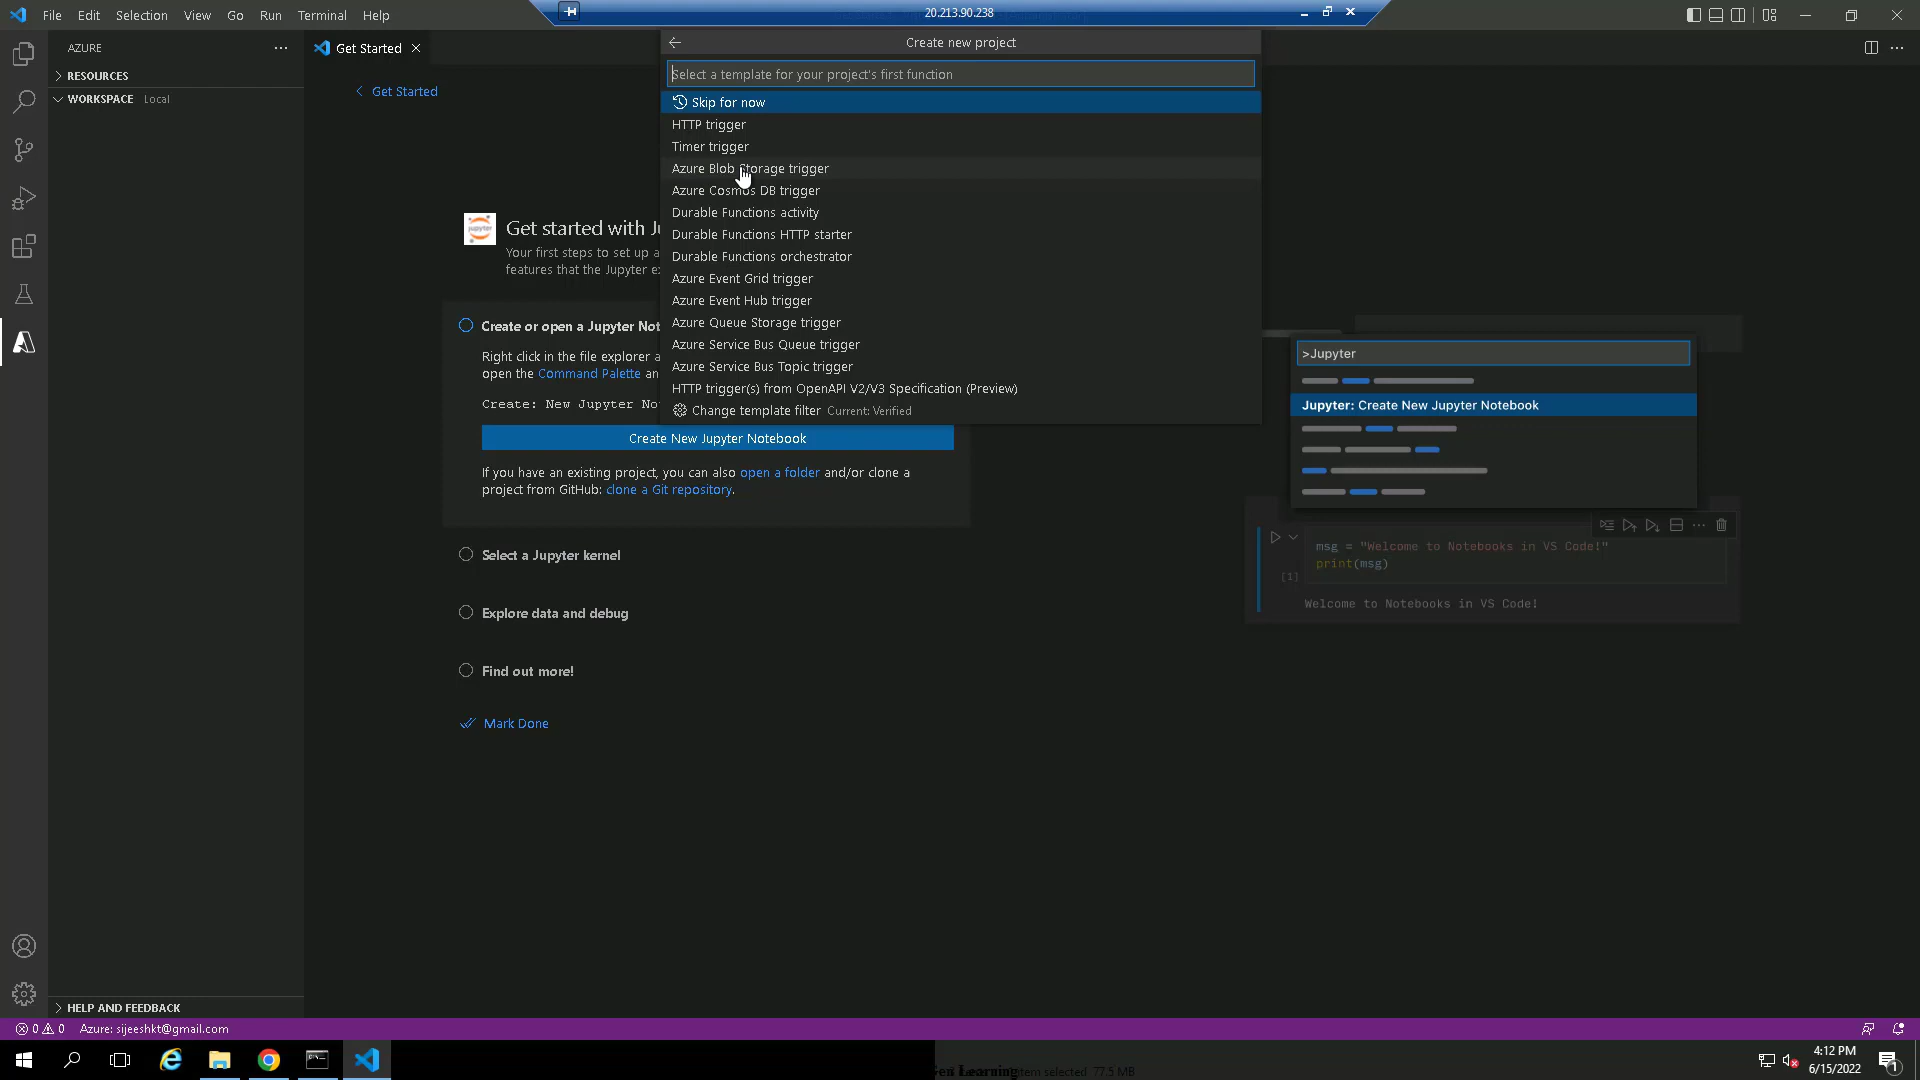 File Edit Selection View Go Run Terminal Help
20.213.90.238
AZURE
Get Started
Create new project
RESOURCES
WORKSPACE Local
Get Started
Select a template for your project's first function
Skip for now
HTTP trigger
Timer trigger
Azure Blob Storage trigger
Azure Cosmos DB trigger
Durable Functions activity
Durable Functions HTTP starter
Durable Functions orchestrator
Azure Event Grid trigger
Azure Event Hub trigger
Azure Queue Storage trigger
Azure Service Bus Queue trigger
Azure Service Bus Topic trigger
HTTP trigger(s) from OpenAPI V2/V3 Specification (Preview)
Change template filter Current: Verified
Get started with Ju
Your first steps to set up a
features that the Jupyter ex
Create or open a Jupyter Not
Right click in the file explorer a
open the Command Palette an
Create: New Jupyter No
Create New Jupyter Notebook
If you have an existing project, you can also open a folder and/or clone a
project from GitHub: clone a Git repository.
Select a Jupyter kernel
Explore data and debug
Find out more!
Mark Done
>Jupyter
Jupyter: Create New Jupyter Notebook
msg = "Welcome to Notebooks in VS Code!"
print(msg)
[1]
Welcome to Notebooks in VS Code!
HELP AND FEEDBACK
0 0 Azure: sijeeshkt@gmail.com
Learning
selected 77.5 MB
4:12 PM
6/15/2022
1